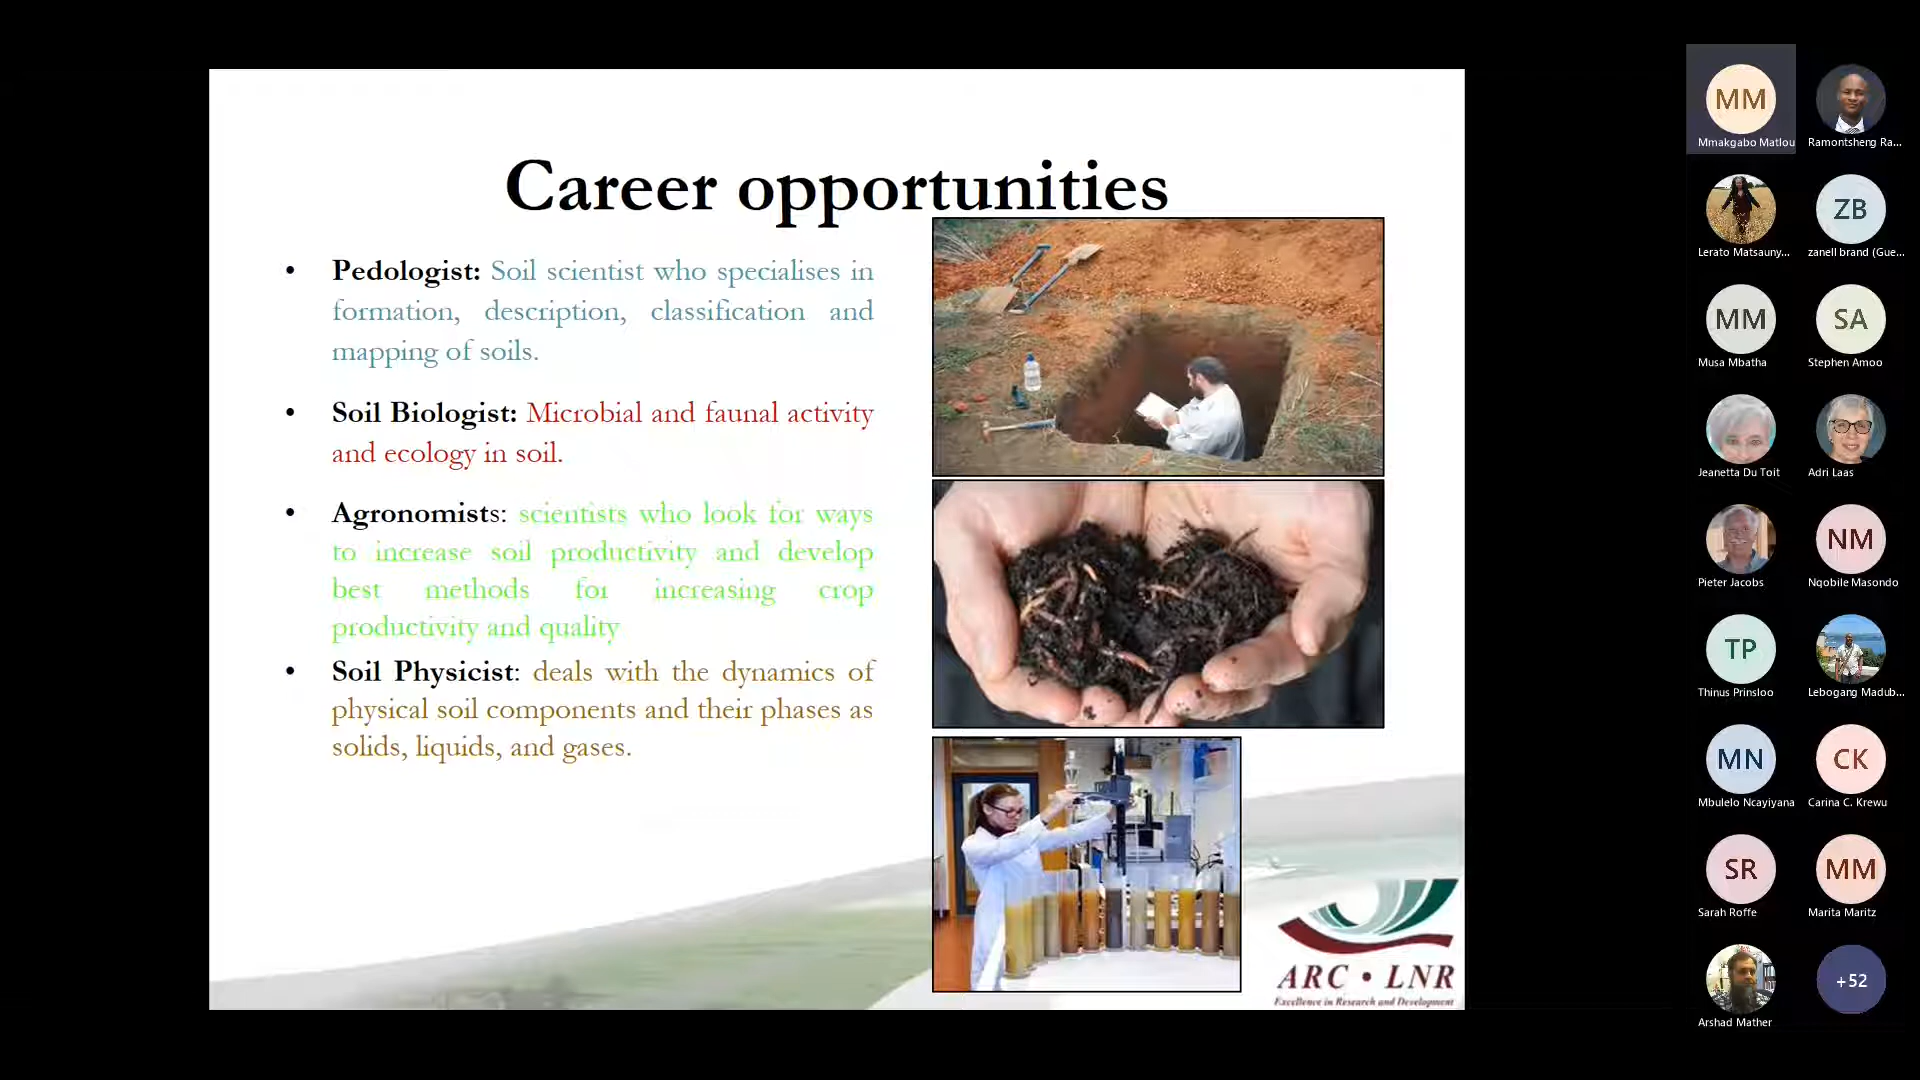 Career opportunities
• Pedologist: Soil scientist who specialises in
formation, description, classification and
mapping of soils.
• Soil Biologist: Microbial and faunal activity
and ecology in soil.
• Agronomists: scientists who look for ways
to increase soil productivity and develop
best methods for increasing crop
productivity and quality
• Soil Physicist: deals with the dynamics of
physical soil components and their phases as
solids, liquids, and gases.
ARC • LNR
Excellence in Research and Development
MM
Mmakgabo Matlou
Ramontsheng Ra...
Lerato Matsauny...
ZB
zanell brand (Gue...
MM
Musa Mbatha
SA
Stephen Amoo
Jeanetta Du Toit
Adri Laas
Pieter Jacobs
NM
Nqobile Masondo
TP
Thinus Prinsloo
Lebogang Madub...
MN
Mbulelo Ncayiyana
CK
Carina C. Krewu
SR
Sarah Roffe
MM
Marita Maritz
Arshad Mather
+52